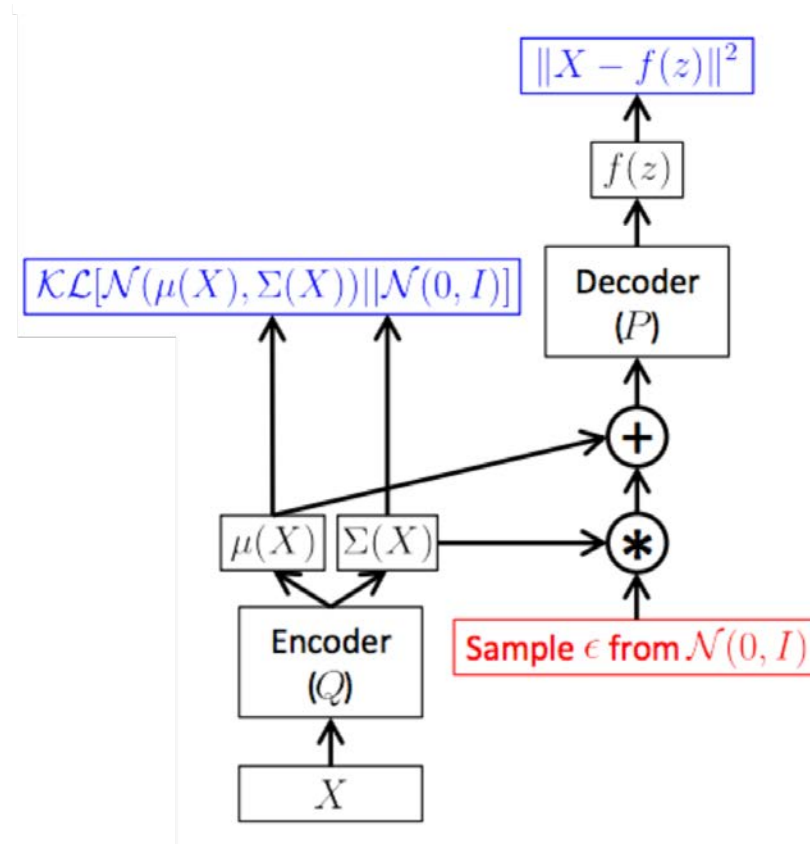 ‖X − f(z)‖²
f(z)
𝒦ℒ[𝒩(μ(X), Σ(X))||𝒩(0, I)]
Decoder
(P)
+
μ(X)
Σ(X)
*
Encoder
(Q)
Sample ϵ from 𝒩(0, I)
X